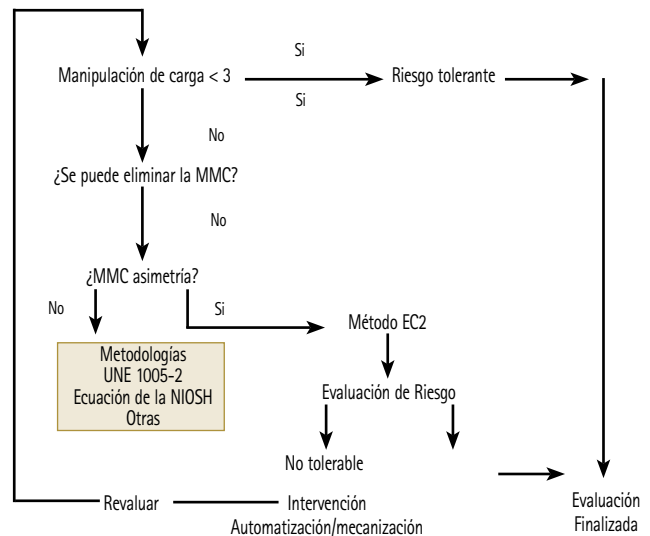 Si
Manipulación de carga < 3
Riesgo tolerante
Si
No
¿Se puede eliminar la MMC?
No
¿MMC asimetría?
No
Si
Método EC2
Metodologías
UNE 1005-2
Ecuación de la NIOSH
Otras
Evaluación de Riesgo
No tolerable
Revaluar
Intervención
Automatización/mecanización
Evaluación
Finalizada